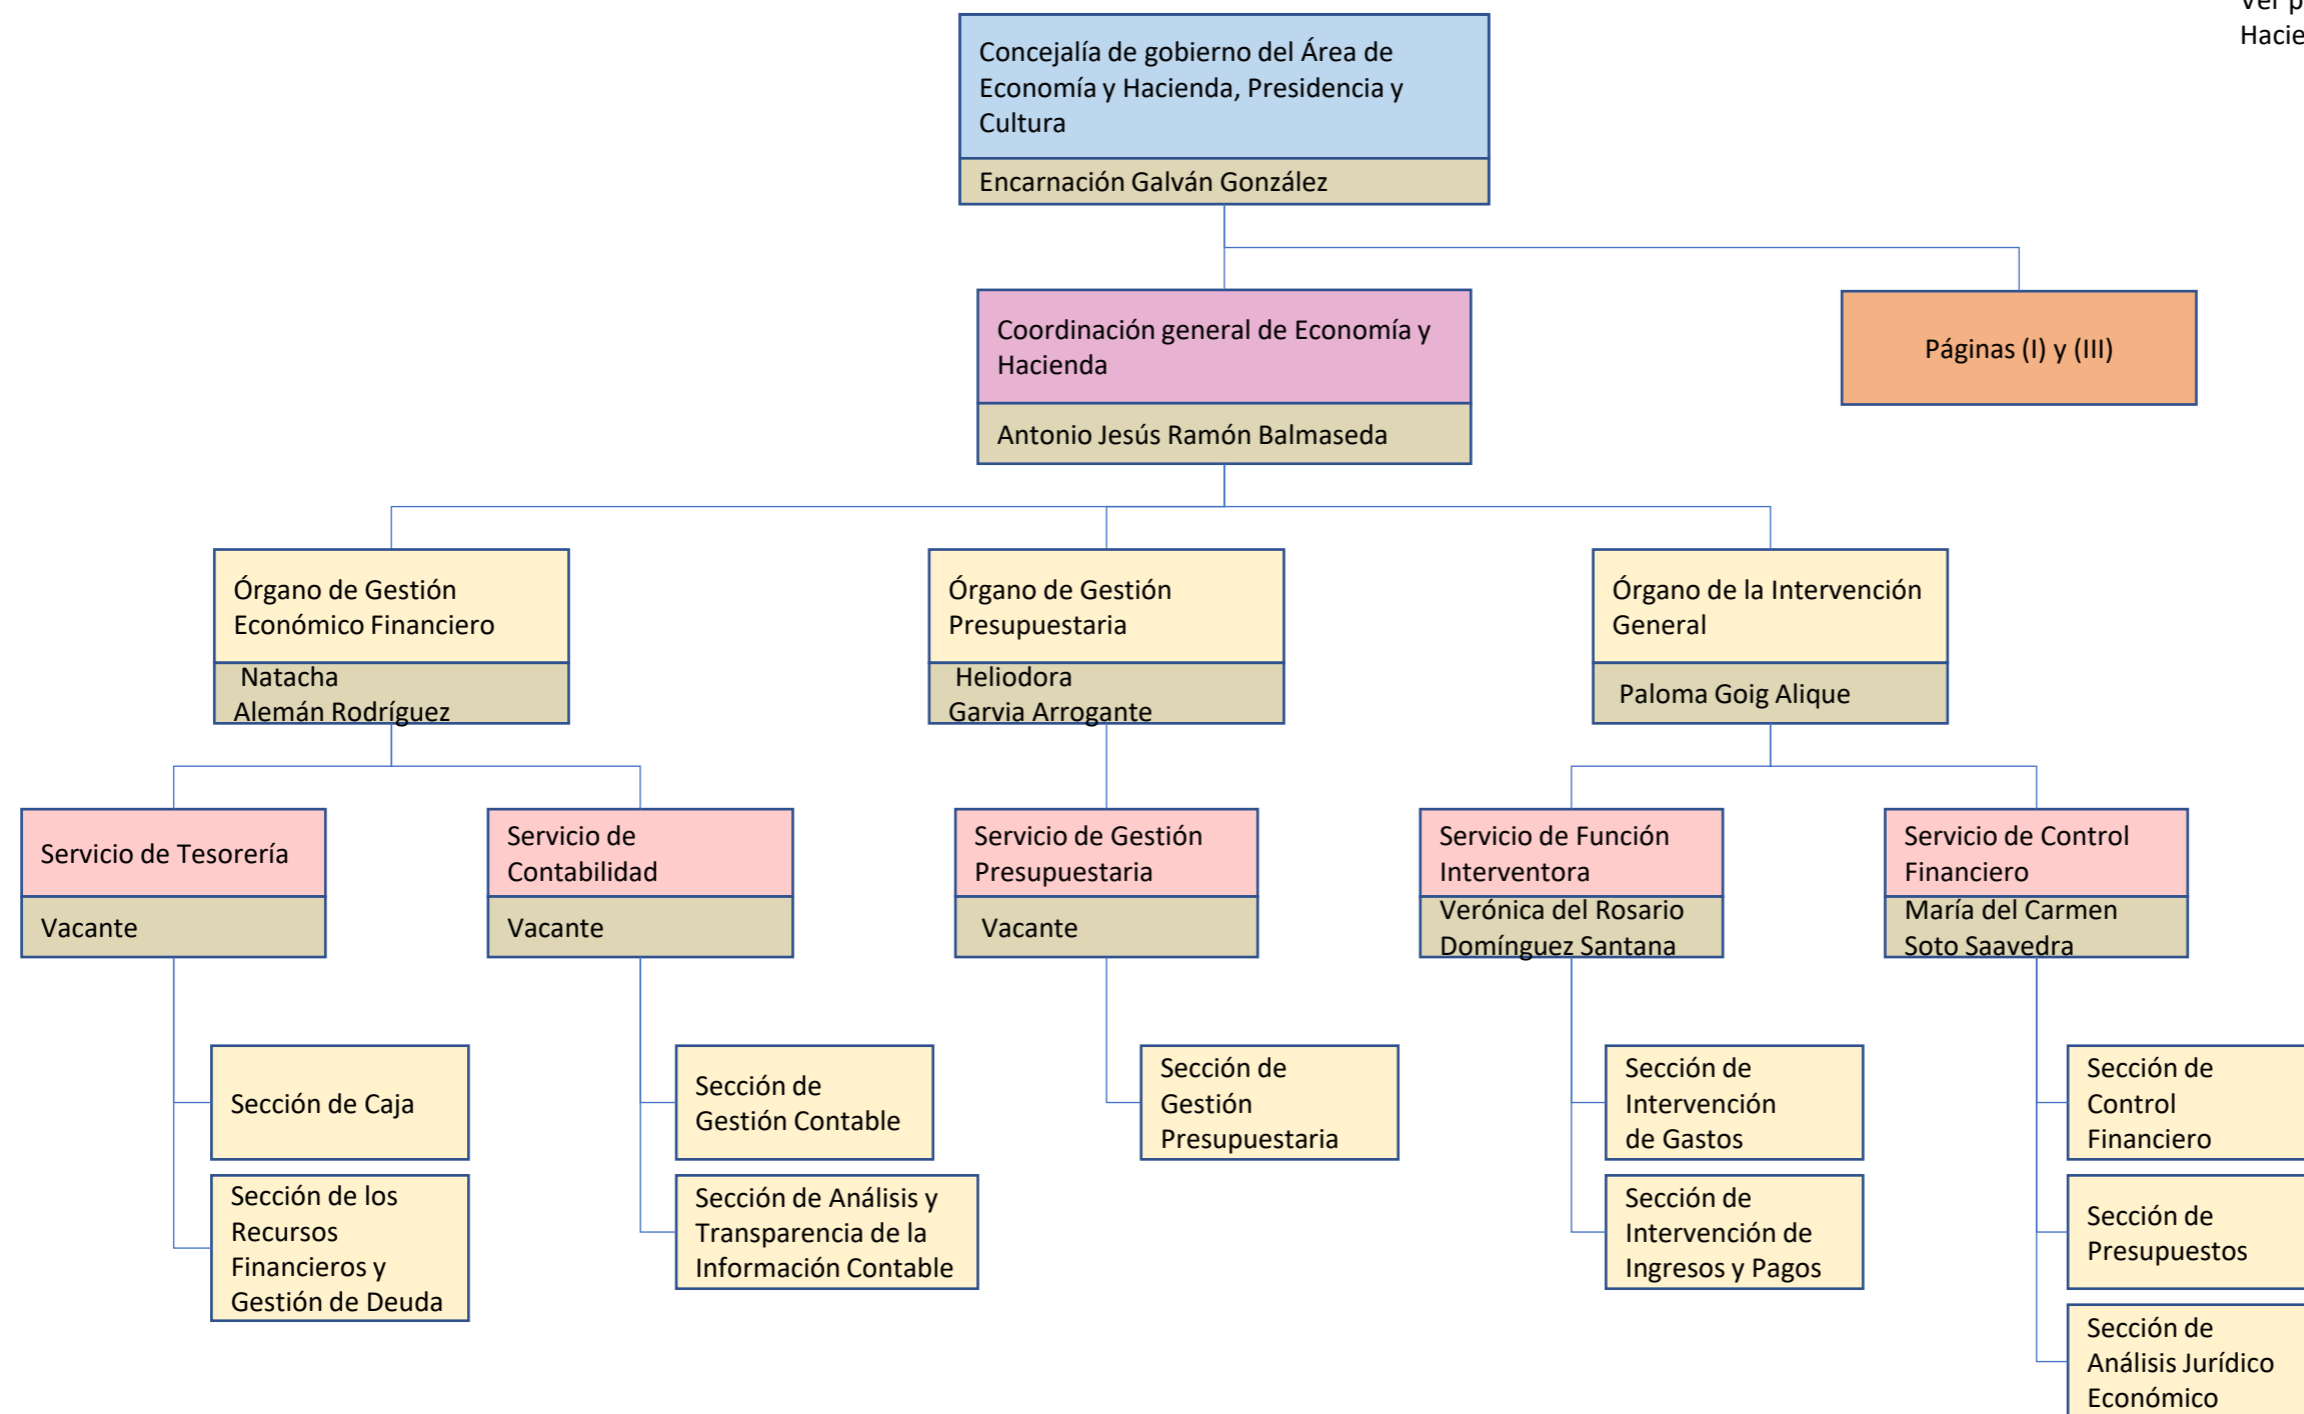 Hacie
Concejalía de gobierno del Área de
Economía y Hacienda, Presidencia y
Cultura
Encarnación Galván González
Coordinación general de Economía y
Hacienda
Antonio Jesús Ramón Balmaseda
Páginas (I) y (III)
Órgano de Gestión
Económico Financiero
Natacha
Alemán Rodríguez
Órgano de Gestión
Presupuestaria
Heliodora
Garvia Arrogante
Órgano de la Intervención
General
Paloma Goig Alique
Servicio de Tesorería
Vacante
Servicio de
Contabilidad
Vacante
Servicio de Gestión
Presupuestaria
Vacante
Servicio de Función
Interventora
Verónica del Rosario
Domínguez Santana
Servicio de Control
Financiero
María del Carmen
Soto Saavedra
Sección de Caja
Sección de los
Recursos
Financieros y
Gestión de Deuda
Sección de
Gestión Contable
Sección de Análisis y
Transparencia de la
Información Contable
Sección de
Gestión
Presupuestaria
Sección de
Intervención
de Gastos
Sección de
Intervención de
Ingresos y Pagos
Sección de
Control
Financiero
Sección de
Presupuestos
Sección de
Análisis Jurídico
Económico